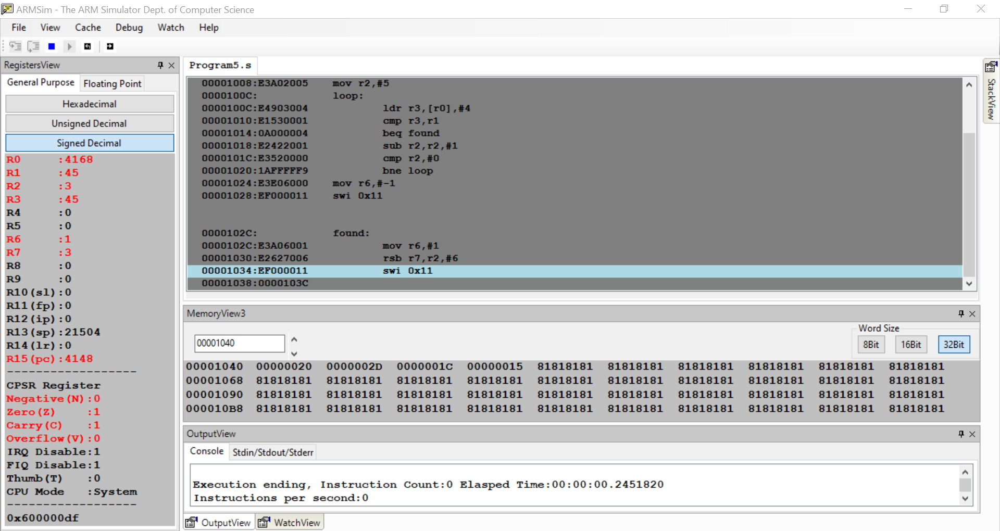 ARMSim - The ARM Simulator Dept. of Computer Science
File View Cache Debug Watch Help
RegistersView
General Purpose Floating Point
Hexadecimal
Unsigned Decimal
Signed Decimal
R0 :4168
R1 :45
R2 :3
R3 :45
R4 :0
R5 :0
R6 :1
R7 :3
R8 :0
R9 :0
R10(sl):0
R11(fp):0
R12(ip):0
R13(sp):21504
R14(lr):0
R15(pc):4148
-------------------
CPSR Register
Negative(N):0
Zero(Z) :1
Carry(C) :1
Overflow(V):0
IRQ Disable:1
FIQ Disable:1
Thumb(T) :0
CPU Mode :System
-------------------
0x600000df
Program5.s
00001008:E3A02005 mov r2,#5
0000100C: loop:
0000100C:E4903004 ldr r3,[r0],#4
00001010:E1530001 cmp r3,r1
00001014:0A000004 beq found
00001018:E2422001 sub r2,r2,#1
0000101C:E3520000 cmp r2,#0
00001020:1AFFFFF9 bne loop
00001024:E3E06000 mov r6,#-1
00001028:EF000011 swi 0x11
0000102C: found:
0000102C:E3A06001 mov r6,#1
00001030:E2627006 rsb r7,r2,#6
00001034:EF000011 swi 0x11
00001038:0000103C
StackView
MemoryView3
00001040
Word Size
8Bit 16Bit 32Bit
00001040 00000020 0000002D 0000001C 00000015 81818181 81818181 81818181 81818181 81818181 81818181
00001068 81818181 81818181 81818181 81818181 81818181 81818181 81818181 81818181 81818181 81818181
00001090 81818181 81818181 81818181 81818181 81818181 81818181 81818181 81818181 81818181 81818181
000010B8 81818181 81818181 81818181 81818181 81818181 81818181 81818181 81818181 81818181 81818181
OutputView
Console Stdin/Stdout/Stderr
Execution ending, Instruction Count:0 Elasped Time:00:00:00.2451820
Instructions per second:0
OutputView WatchView